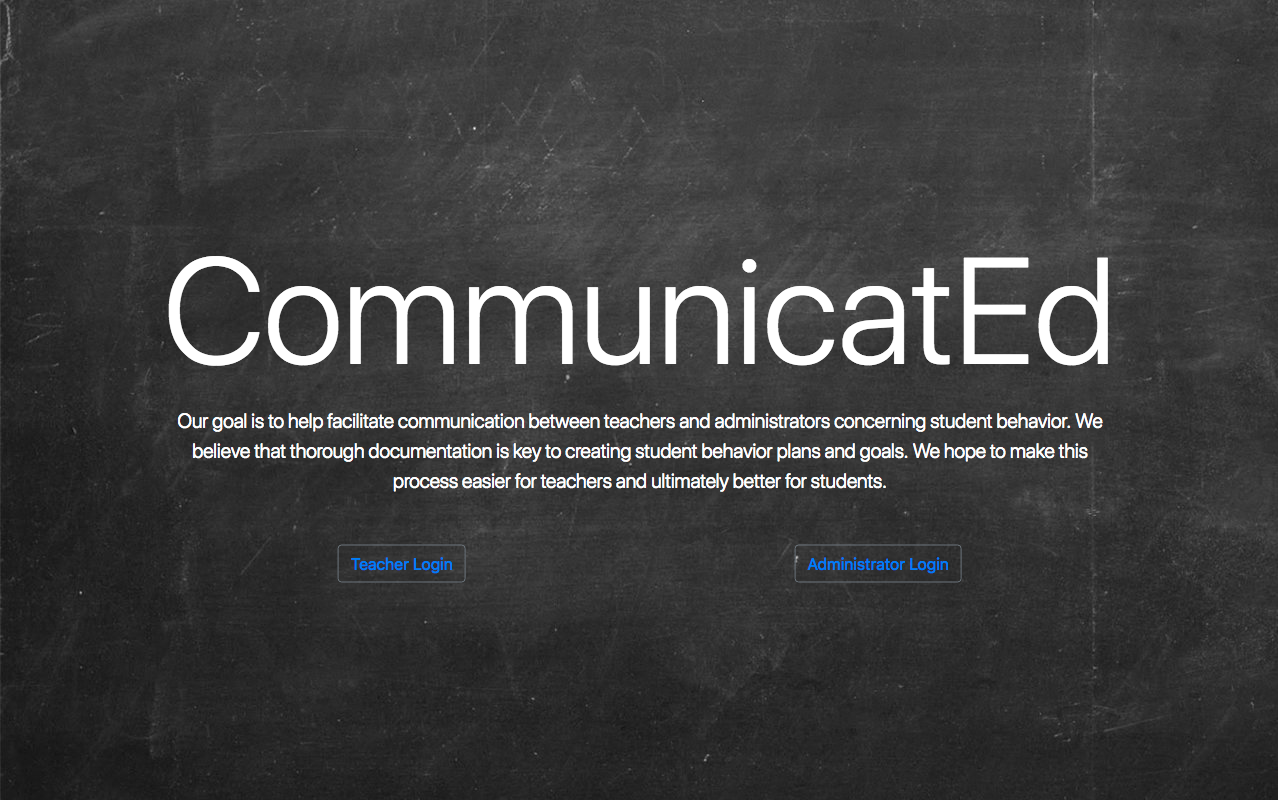 CommunicatEd
Our goal is to help facilitate communication between teachers and administrators concerning student behavior. We
believe that thorough documentation is key to creating student behavior plans and goals. We hope to make this
process easier for teachers and ultimately better for students.
Teacher Login
Administrator Login